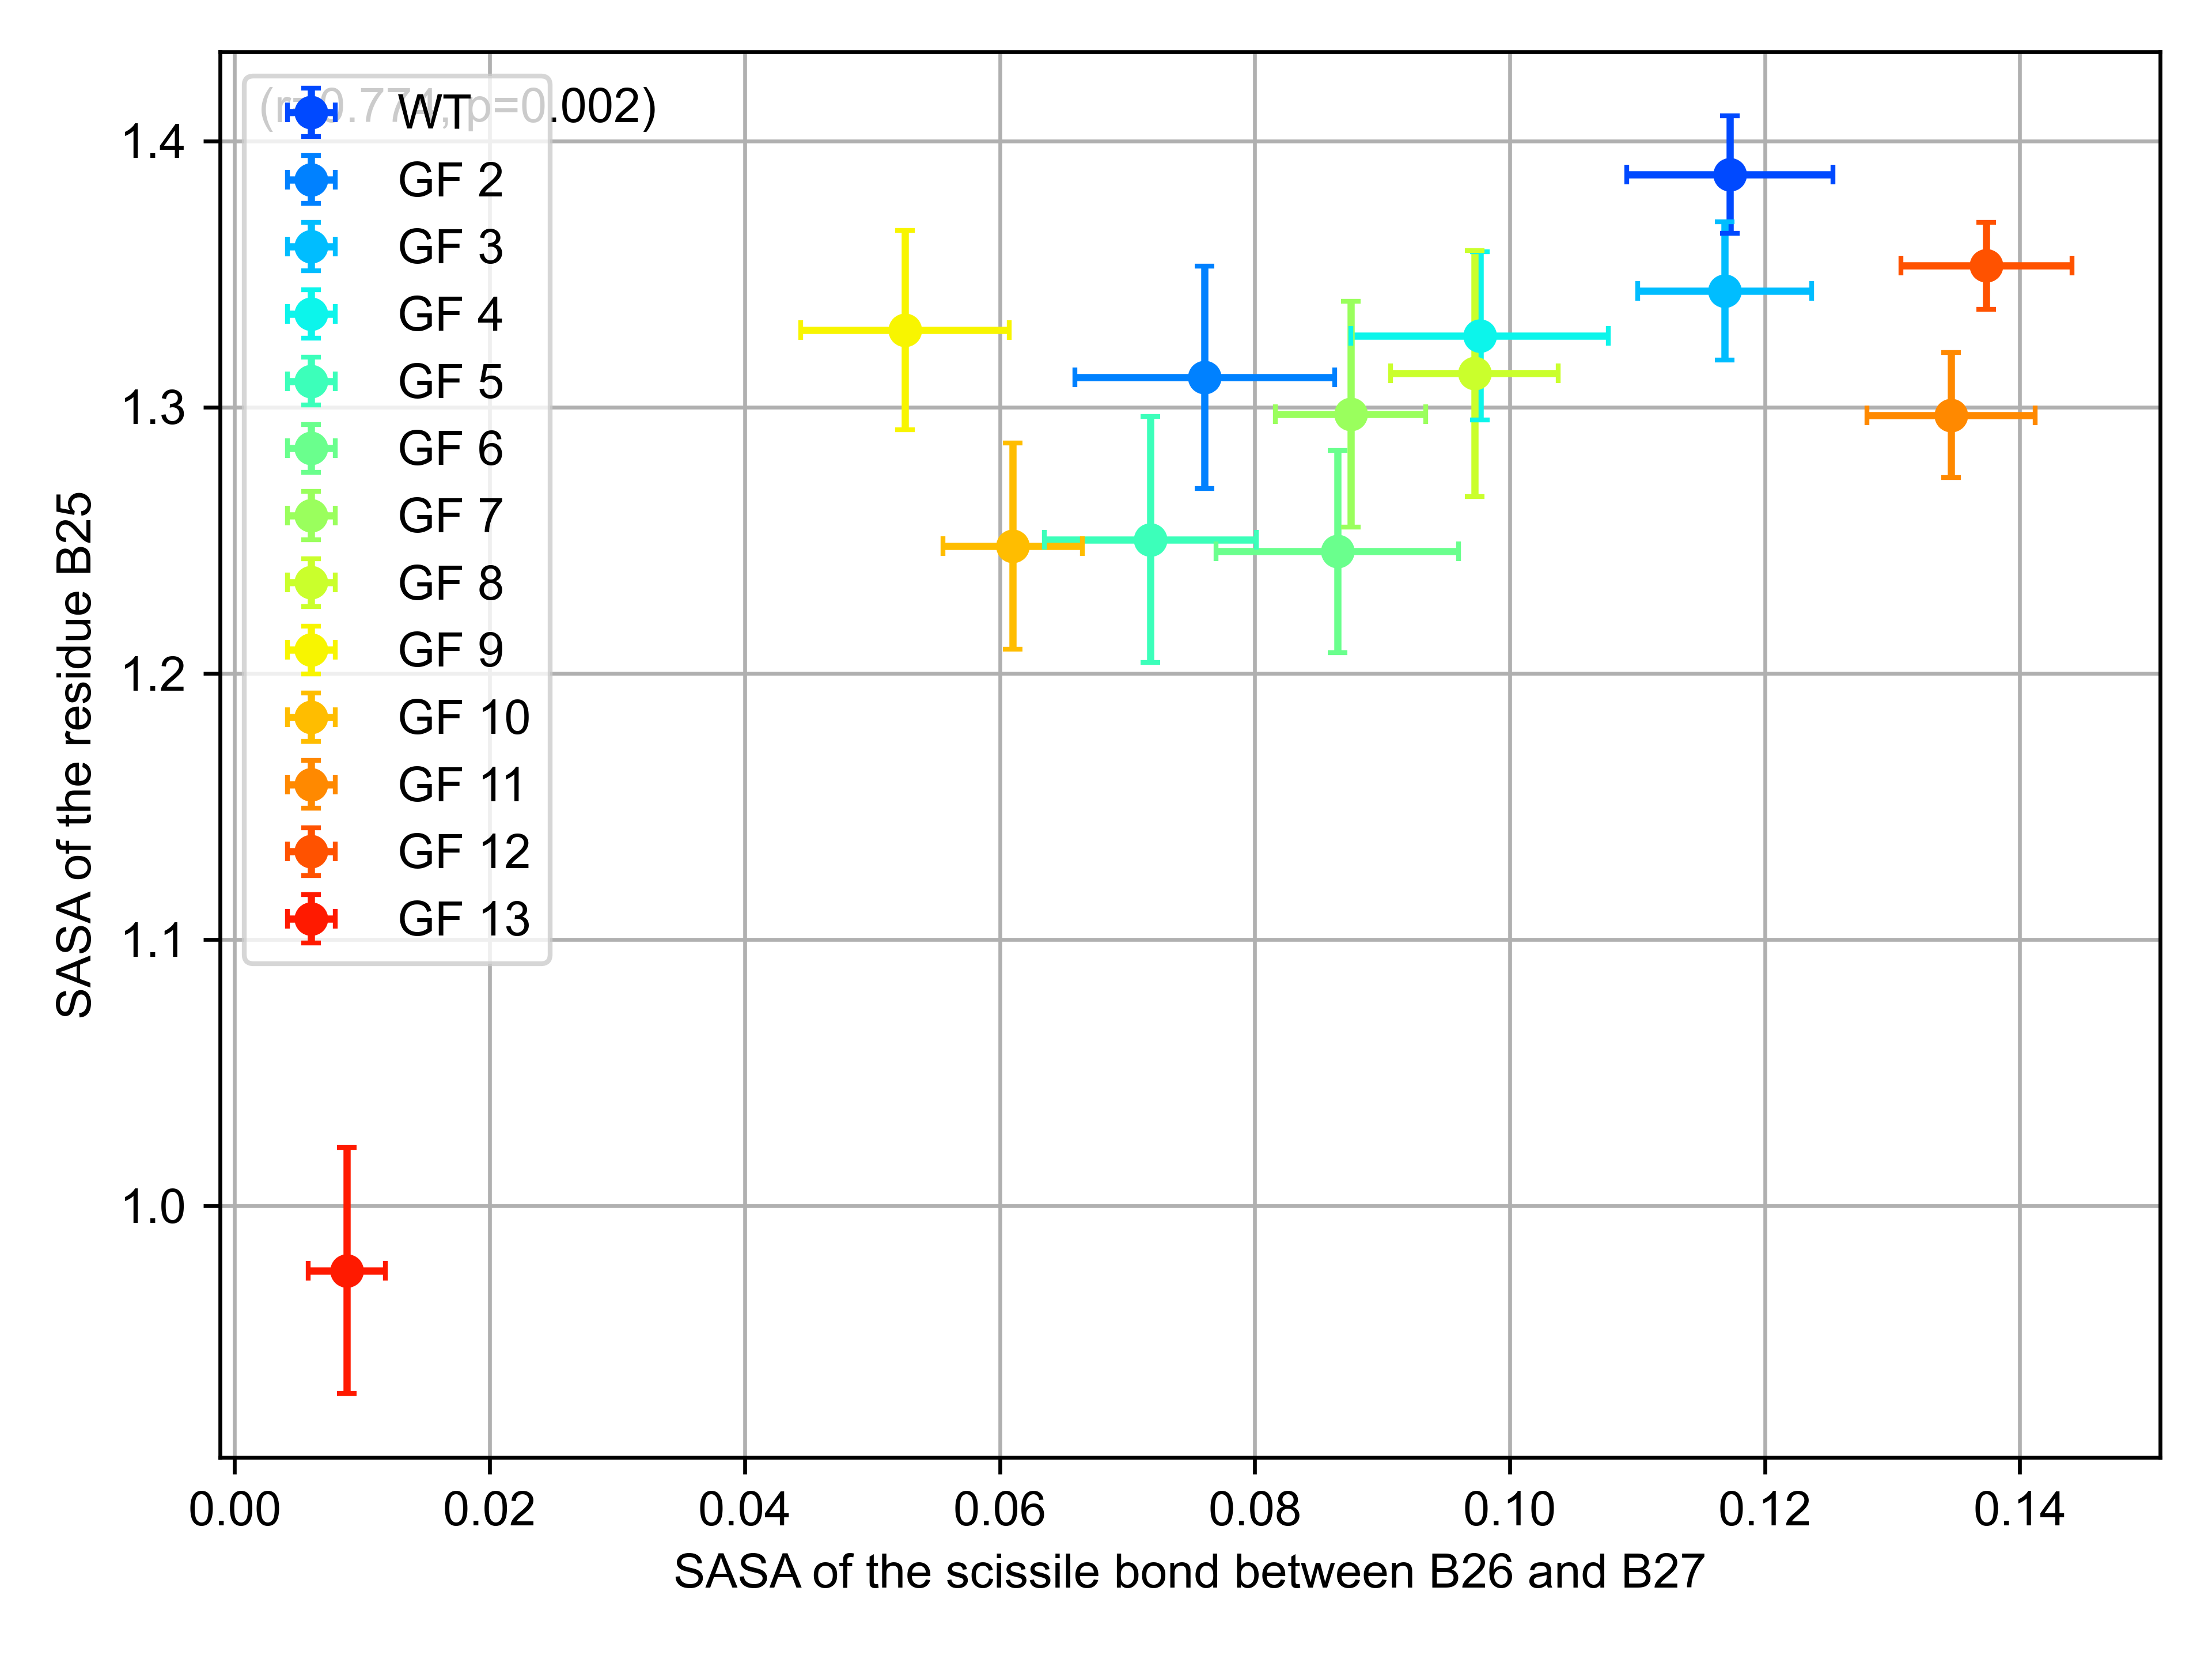 (r=0.774, p=0.002)
WT
GF 2
GF 3
GF 4
GF 5
GF 6
GF 7
GF 8
GF 9
GF 10
GF 11
GF 12
GF 13
SASA of the residue B25
1.4
1.3
1.2
1.1
1.0
0.00 0.02 0.04 0.06 0.08 0.10 0.12 0.14
SASA of the scissile bond between B26 and B27